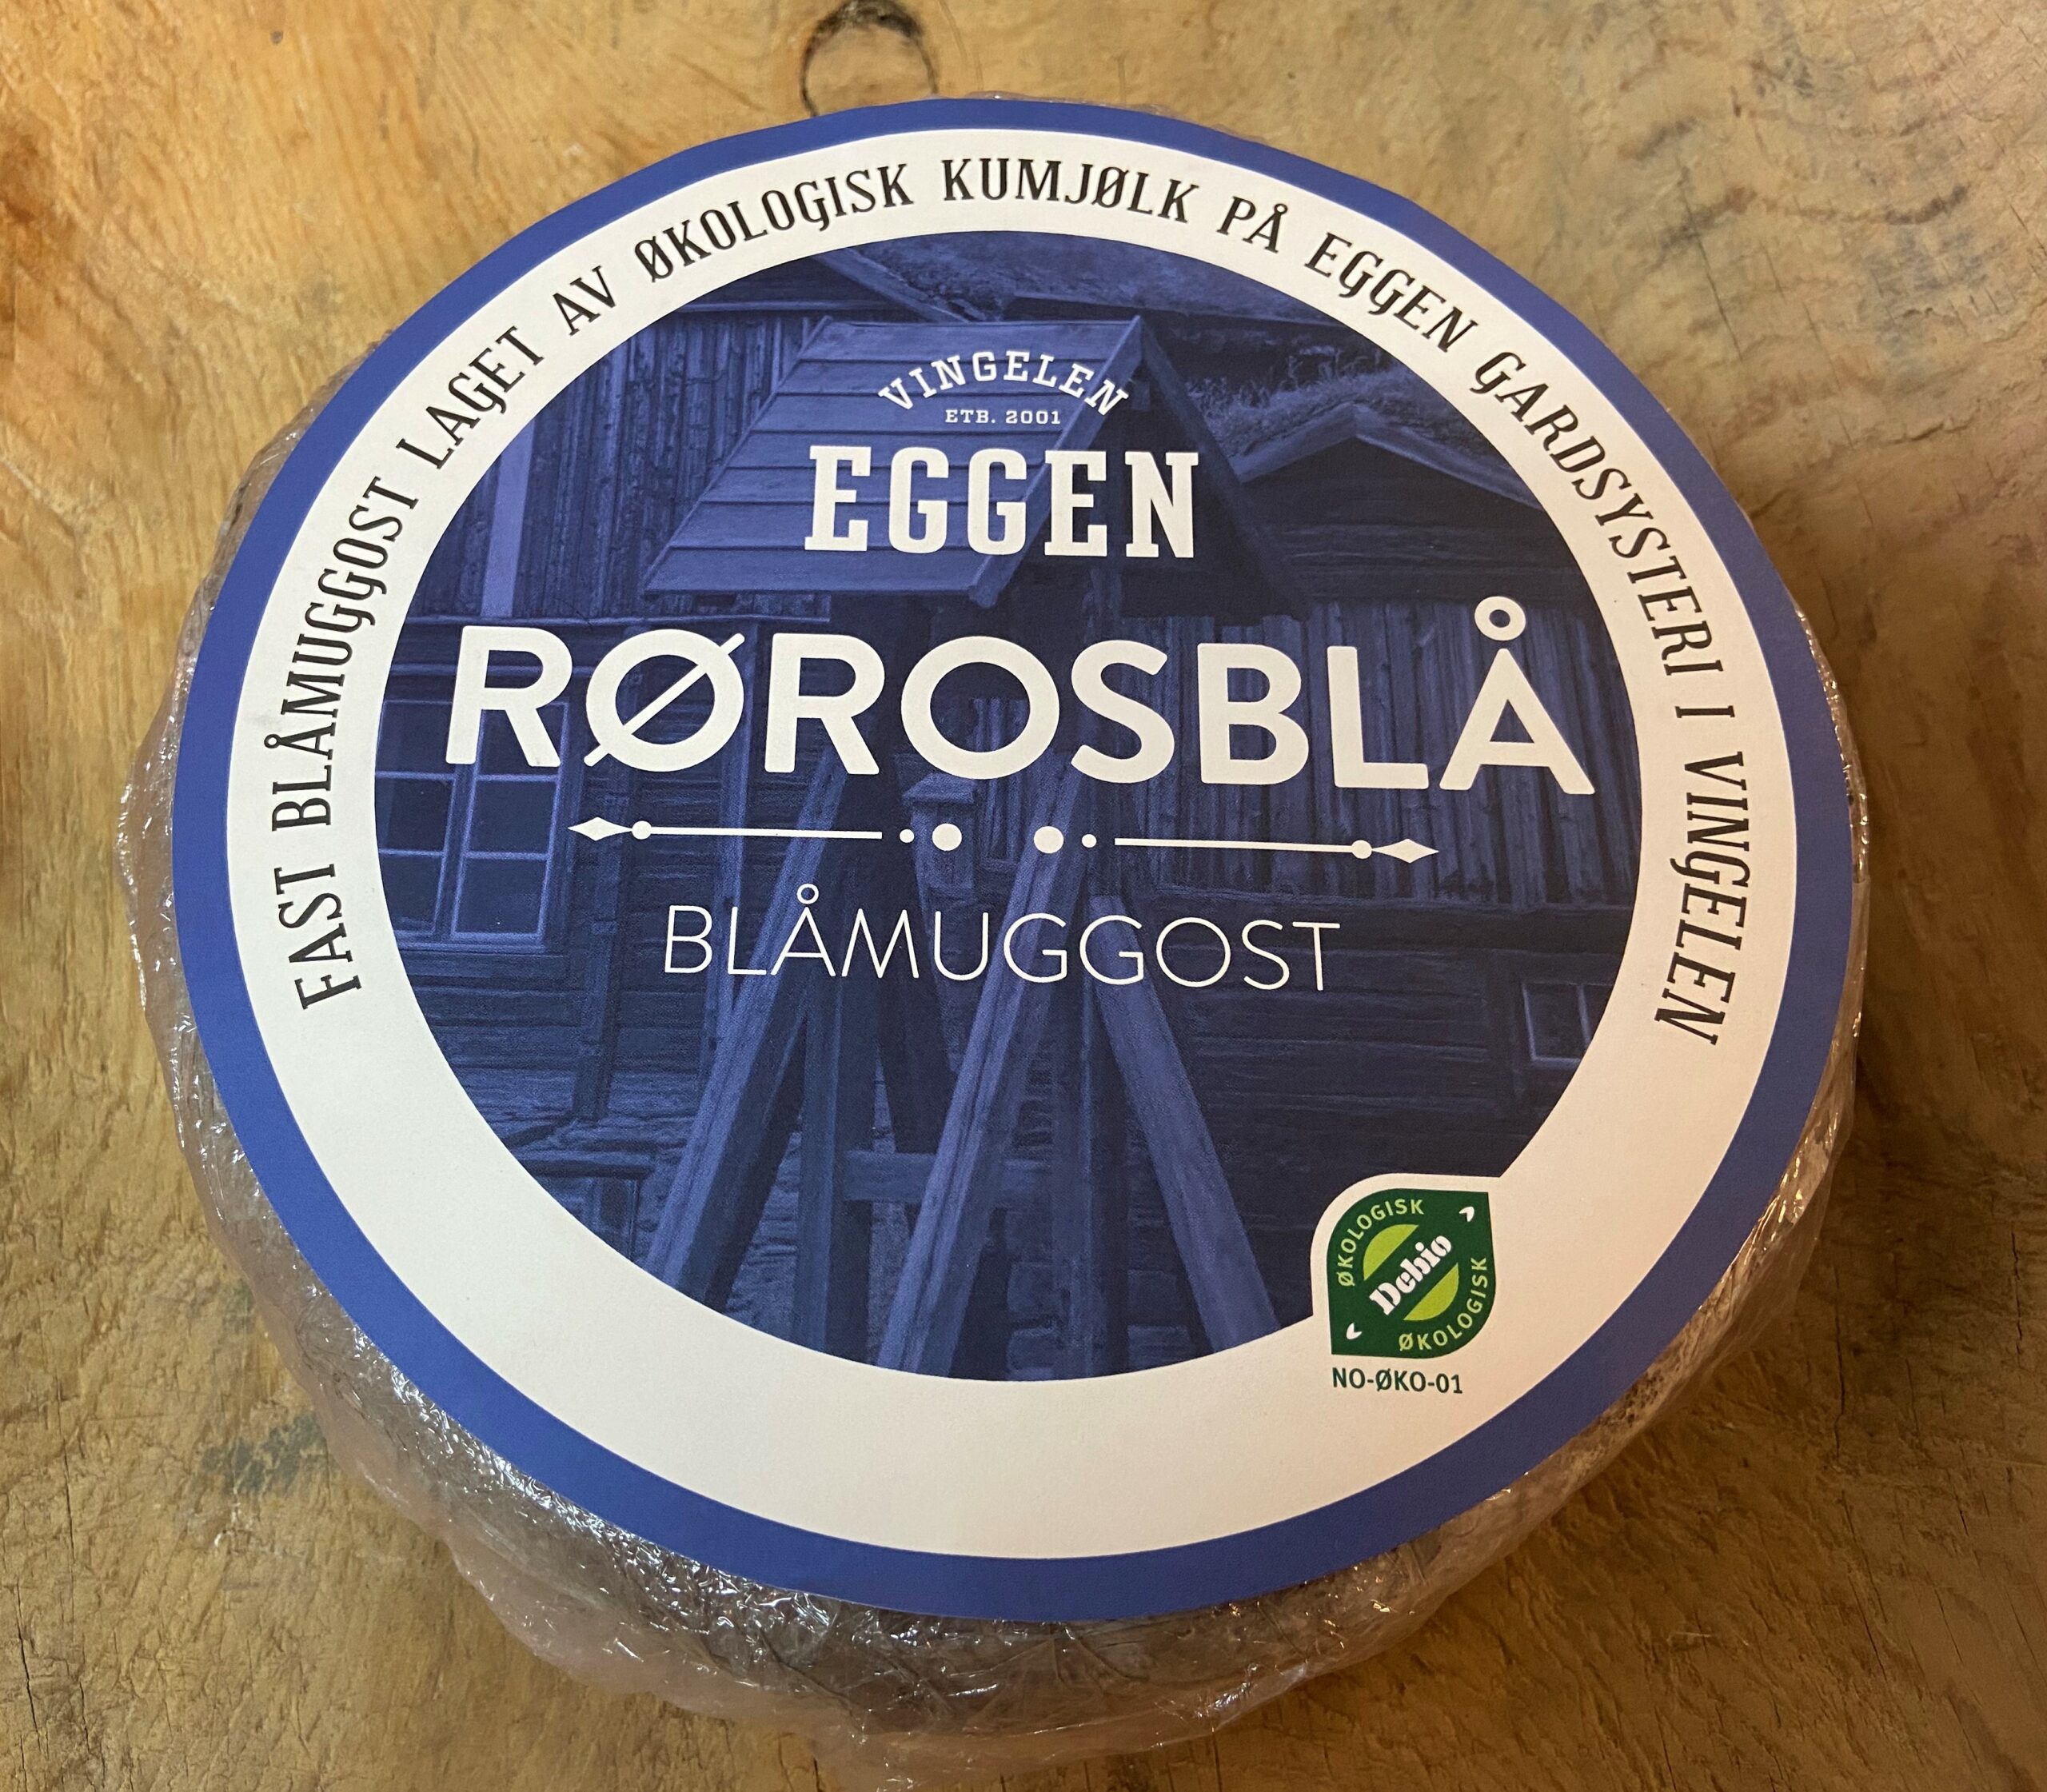 FAST BLÅMUGGOST LAGET AV ØKOLOGISK KUMJØLK PÅ EGGEN GARDSYSTERI I VINGELEN
VINGELEN
ETB. 2001
EGGEN
RØROSBLÅ
BLÅMUGGOST
ØKOLOGISK
Debio
ØKOLOGISK
NO-ØKO-01